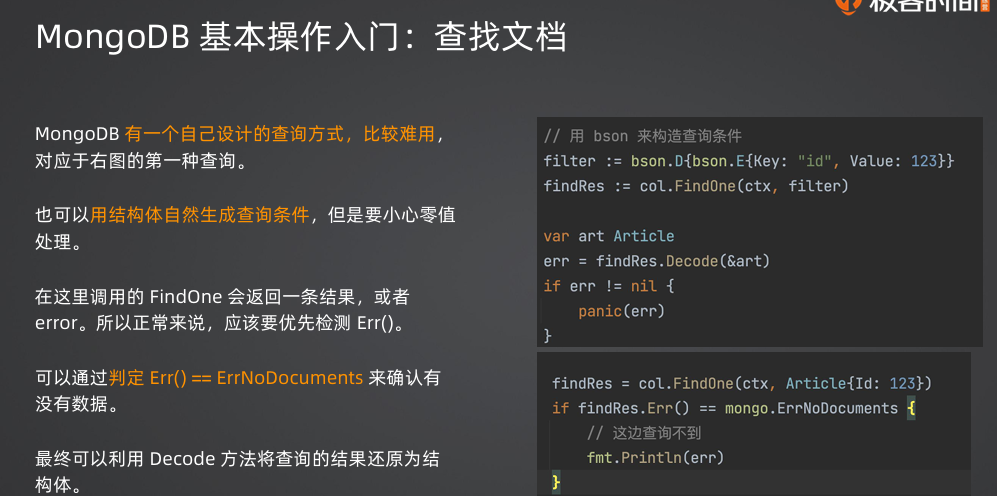 极客时间
MongoDB 基本操作入门：查找文档
MongoDB 有一个自己设计的查询方式，比较难用，
对应于右图的第一种查询。
也可以用结构体自然生成查询条件，但是要小心零值
处理。
在这里调用的 FindOne 会返回一条结果，或者
error。所以正常来说，应该要优先检测 Err()。
可以通过判定 Err() == ErrNoDocuments 来确认有
没有数据。
最终可以利用 Decode 方法将查询的结果还原为结
构体。
// 用 bson 来构造查询条件
filter := bson.D{bson.E{Key: "id", Value: 123}}
findRes := col.FindOne(ctx, filter)
var art Article
err = findRes.Decode(&art)
if err != nil {
panic(err)
}
findRes = col.FindOne(ctx, Article{Id: 123})
if findRes.Err() == mongo.ErrNoDocuments {
// 这边查询不到
fmt.Println(err)
}